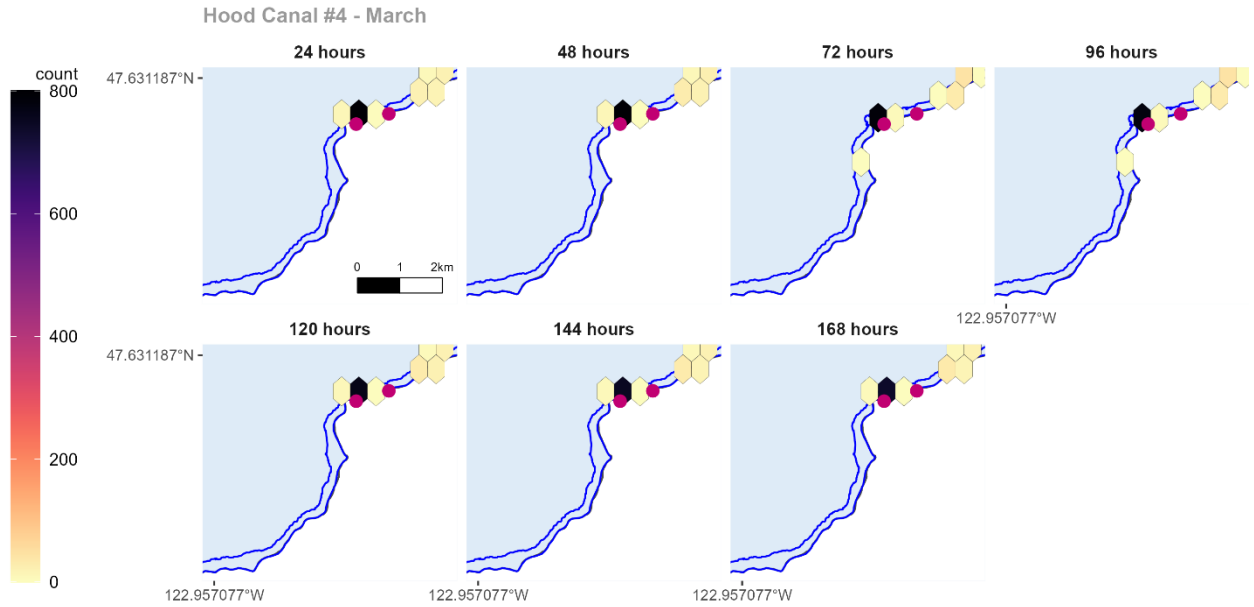 Hood Canal #4 - March
24 hours
48 hours
72 hours
96 hours
count
800
600
400
200
0
47.631187°N
0 1 2km
122.957077°W
120 hours
144 hours
168 hours
47.631187°N
122.957077°W
122.957077°W
122.957077°W